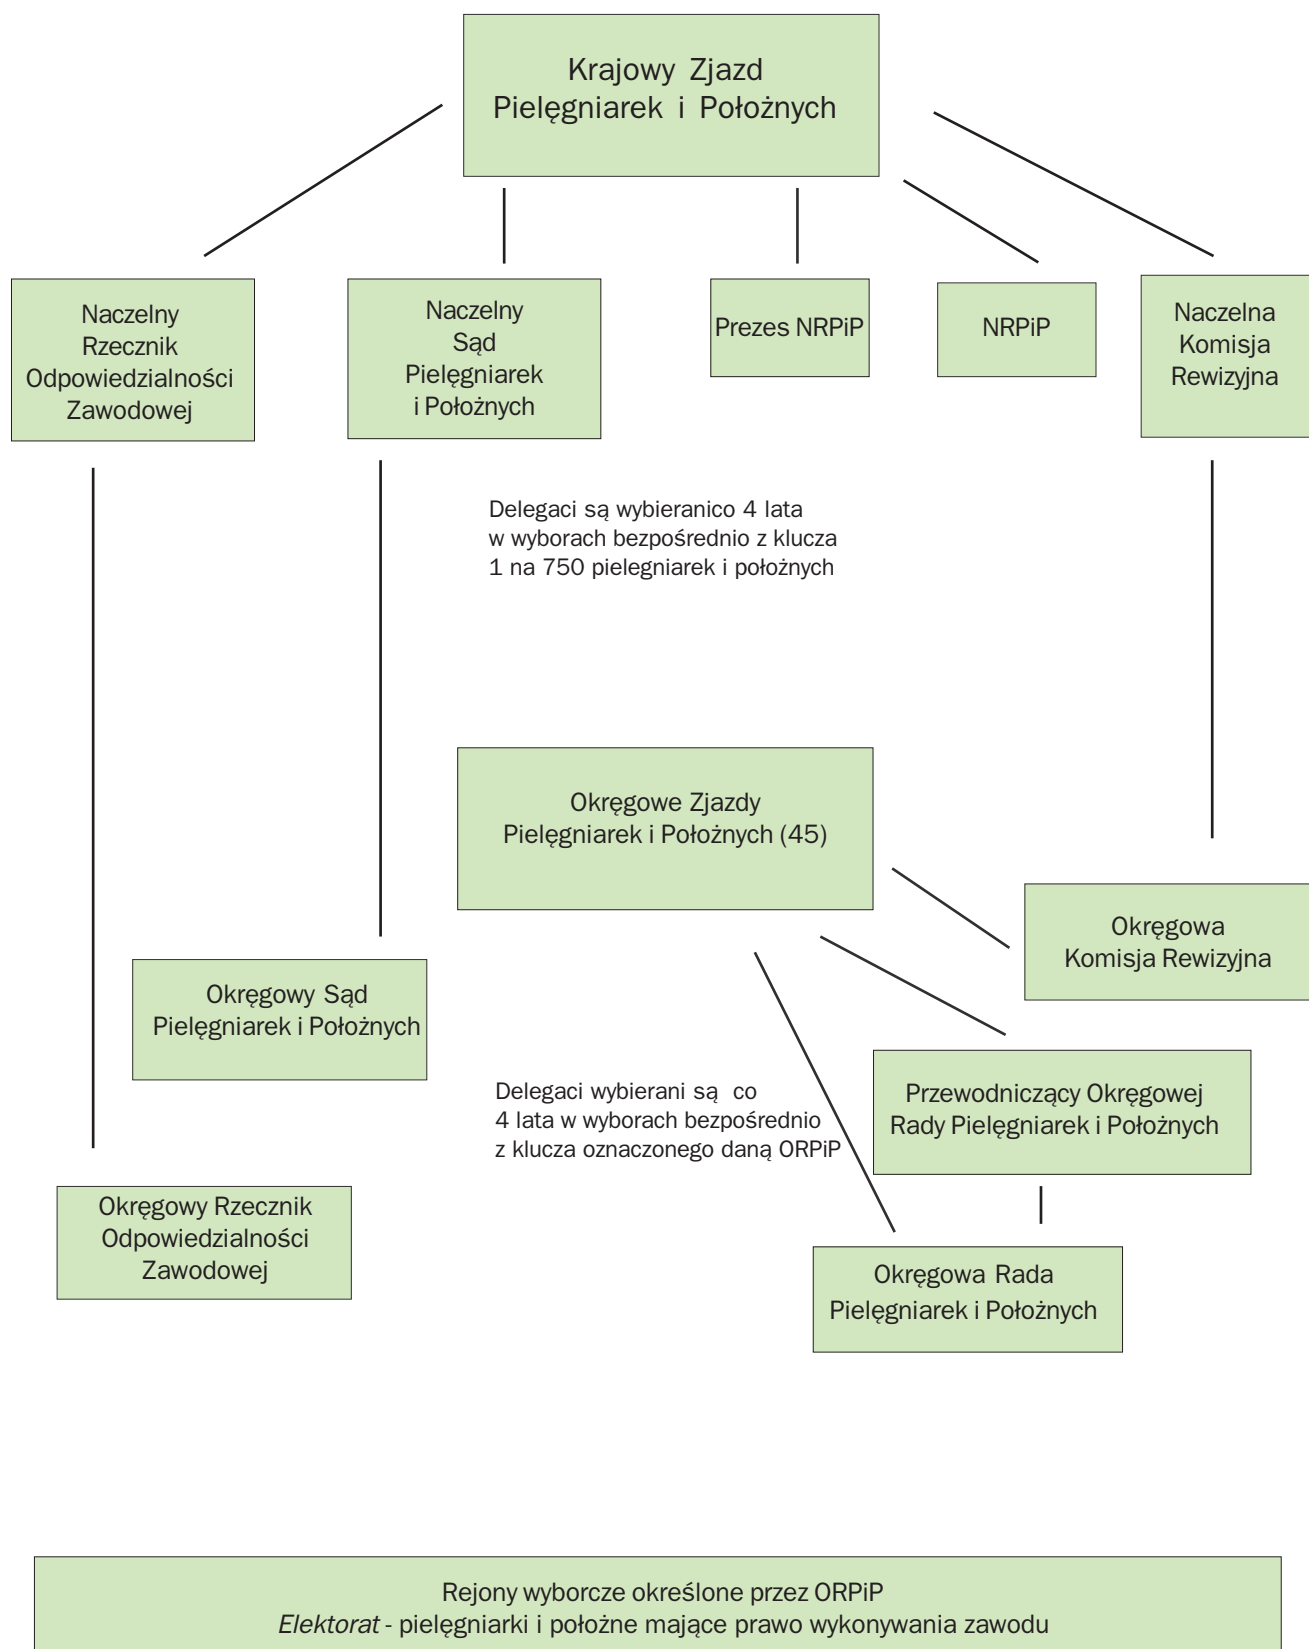 Krajowy Zjazd
Pielęgniarek i Położnych
Naczelny
Rzecznik
Odpowiedzialności
Zawodowej
Naczelny
Sąd
Pielęgniarek
i Położnych
Prezes NRPiP
NRPiP
Naczelna
Komisja
Rewizyjna
Delegaci są wybieranico 4 lata
w wyborach bezpośrednio z klucza
1 na 750 pielegniarek i położnych
Okręgowe Zjazdy
Pielęgniarek i Położnych (45)
Okręgowa
Komisja Rewizyjna
Okręgowy Sąd
Pielęgniarek i Położnych
Delegaci wybierani są co
4 lata w wyborach bezpośrednio
z klucza oznaczonego daną ORPiP
Przewodniczący Okręgowej
Rady Pielęgniarek i Położnych
Okręgowy Rzecznik
Odpowiedzialności
Zawodowej
Okręgowa Rada
Pielęgniarek i Położnych
Rejony wyborcze określone przez ORPiP
Elektorat - pielęgniarki i położne mające prawo wykonywania zawodu